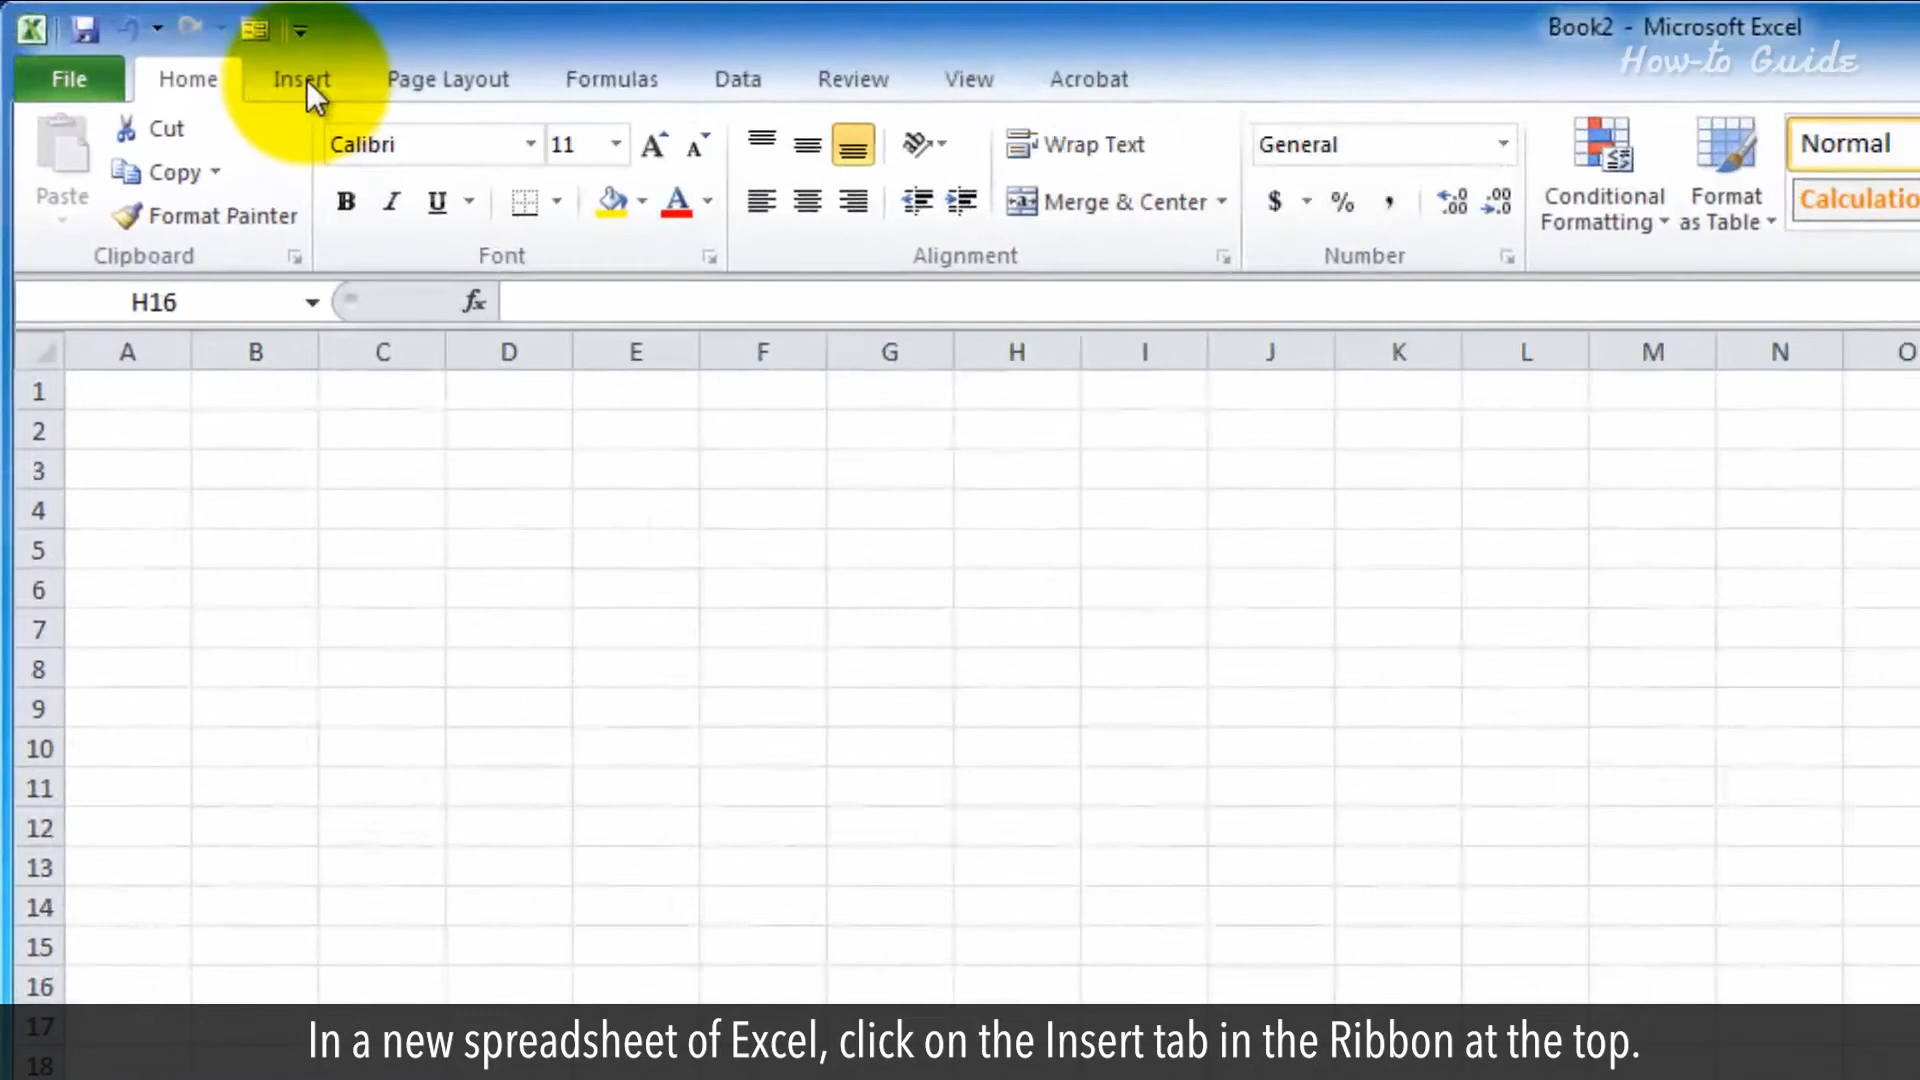 Book2 - Microsoft Excel
How-to Guide
File Home Insert Page Layout Formulas Data Review View Acrobat
Paste
Cut
Copy
Format Painter
Clipboard
Calibri 11
B I U
Font
Wrap Text
Merge & Center
Alignment
General
$ % ,
Number
Conditional
Formatting
Format
as Table
Normal
Calculatio
H16 fx
A B C D E F G H I J K L M N O
1
2
3
4
5
6
7
8
9
10
11
12
13
14
15
16
17
18
In a new spreadsheet of Excel, click on the Insert tab in the Ribbon at the top.